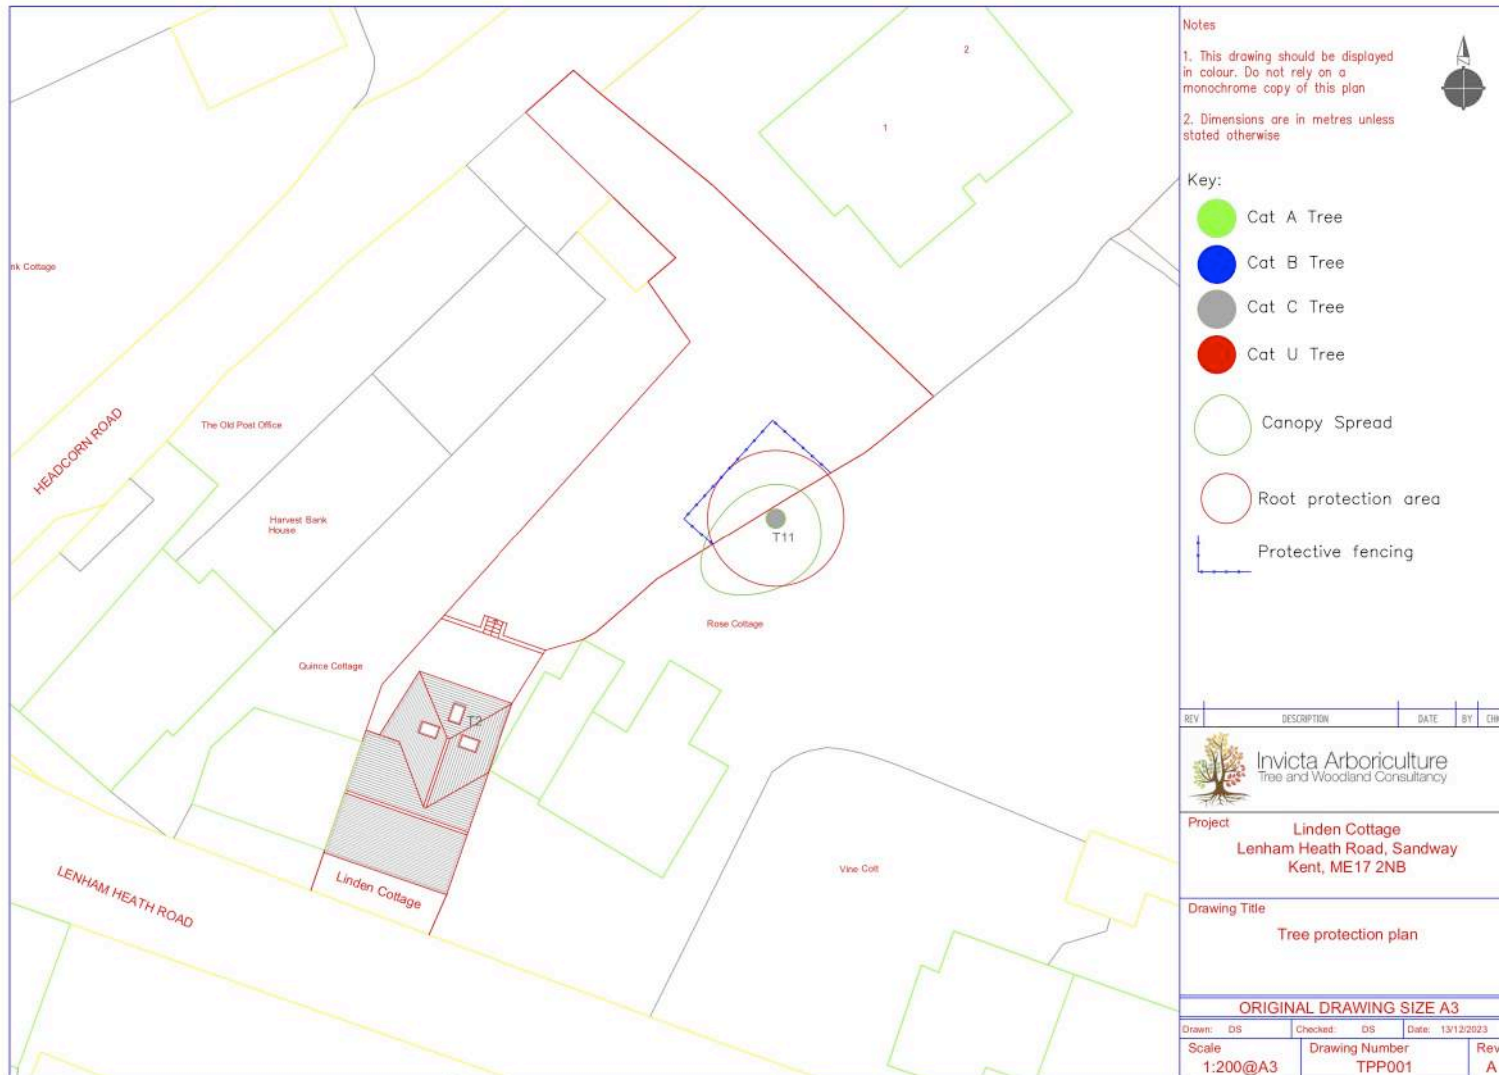 2
1
nk Cottage
HEADCORN ROAD
The Old Post Office
Harvest Bank
House
T11
Rose Cottage
Quince Cottage
T2
Vine Cott
Linden Cottage
LENHAM HEATH ROAD
Notes
1. This drawing should be displayed
in colour. Do not rely on a
monochrome copy of this plan
2. Dimensions are in metres unless
stated otherwise
N
Key:
Cat A Tree
Cat B Tree
Cat C Tree
Cat U Tree
Canopy Spread
Root protection area
Protective fencing
REV DESCRIPTION DATE BY CHK
Invicta Arboriculture
Tree and Woodland Consultancy
Project
Linden Cottage
Lenham Heath Road, Sandway
Kent, ME17 2NB
Drawing Title
Tree protection plan
ORIGINAL DRAWING SIZE A3
Drawn: DS Checked: DS Date: 13/12/2023
Scale Drawing Number Rev
1:200@A3 TPP001 A